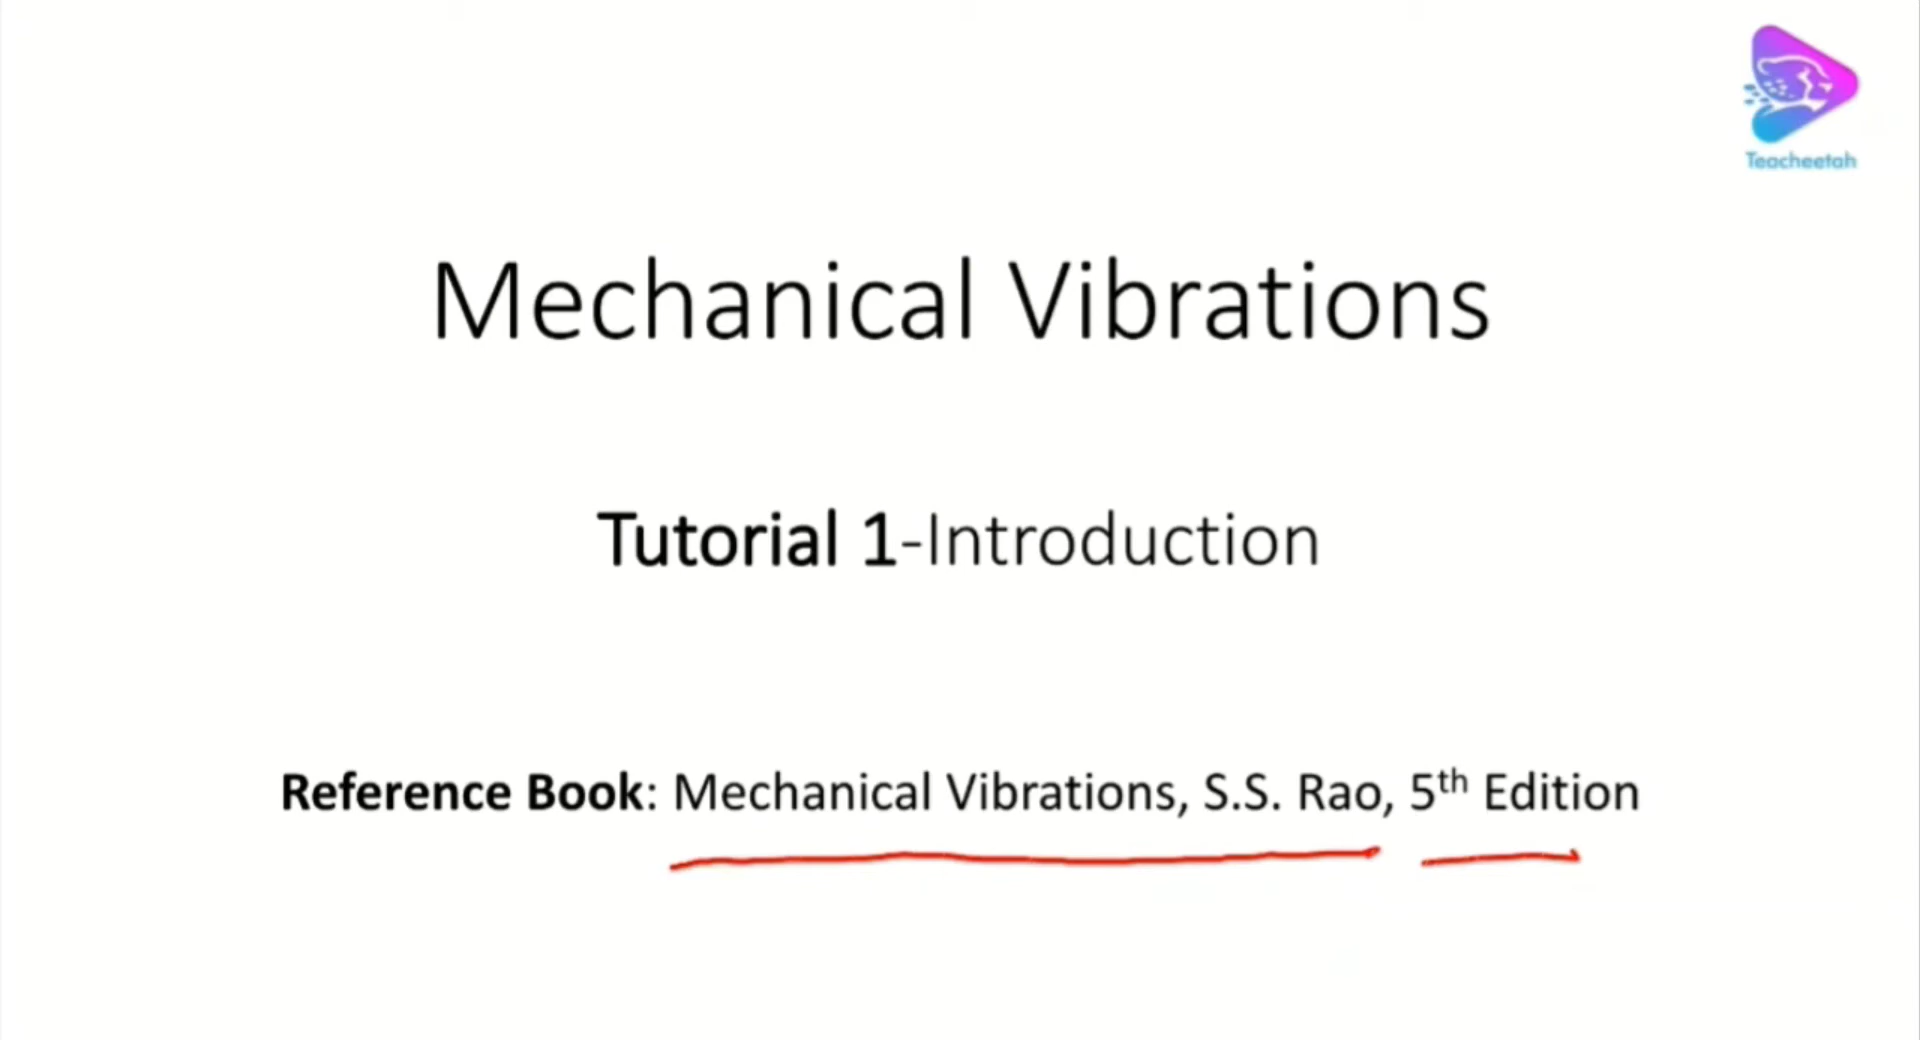 Teacheetah
Mechanical Vibrations
Tutorial 1-Introduction
Reference Book: Mechanical Vibrations, S.S. Rao, 5th Edition